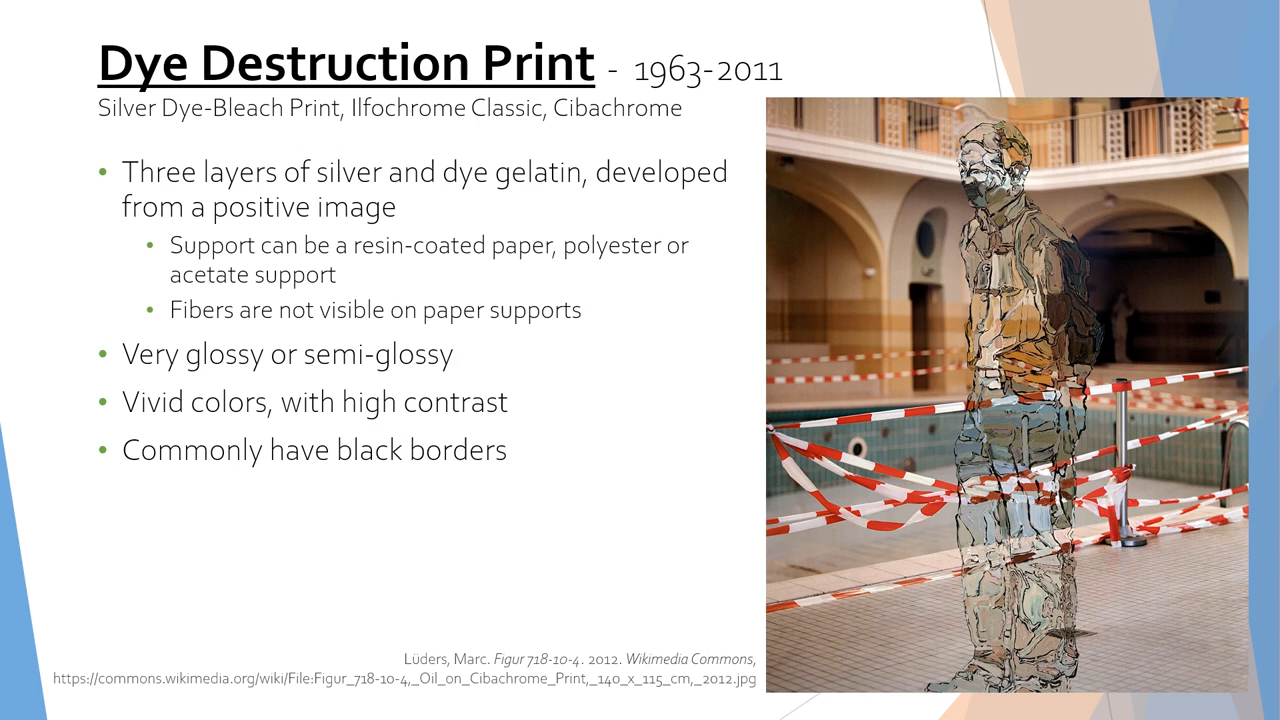 Dye Destruction Print - 1963-2011
Silver Dye-Bleach Print, Ilfochrome Classic, Cibachrome
• Three layers of silver and dye gelatin, developed
from a positive image
• Support can be a resin-coated paper, polyester or
acetate support
• Fibers are not visible on paper supports
• Very glossy or semi-glossy
• Vivid colors, with high contrast
• Commonly have black borders
Lüders, Marc. Figur 718-10-4. 2012. Wikimedia Commons,
https://commons.wikimedia.org/wiki/File:Figur_718-10-4,_Oil_on_Cibachrome_Print,_140_x_115_cm,_2012.jpg